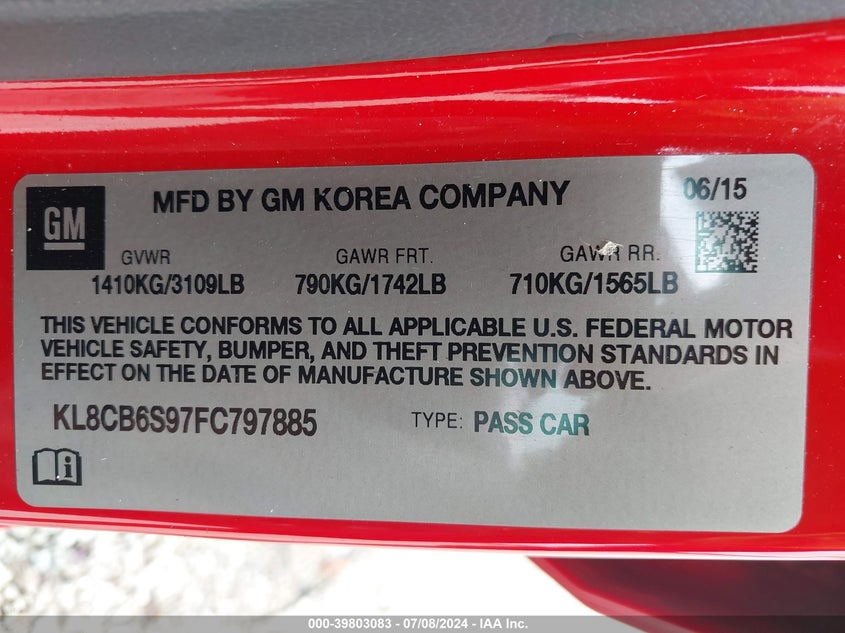 MFD BY GM KOREA COMPANY 06/15
GM
GVWR GAWR FRT. GAWR RR.
1410KG/3109LB 790KG/1742LB 710KG/1565LB
THIS VEHICLE CONFORMS TO ALL APPLICABLE U.S. FEDERAL MOTOR
VEHICLE SAFETY, BUMPER, AND THEFT PREVENTION STANDARDS IN
EFFECT ON THE DATE OF MANUFACTURE SHOWN ABOVE.
KL8CB6S97FC797885 TYPE: PASS CAR
000-39803083 - 07/08/2024 - IAA Inc.